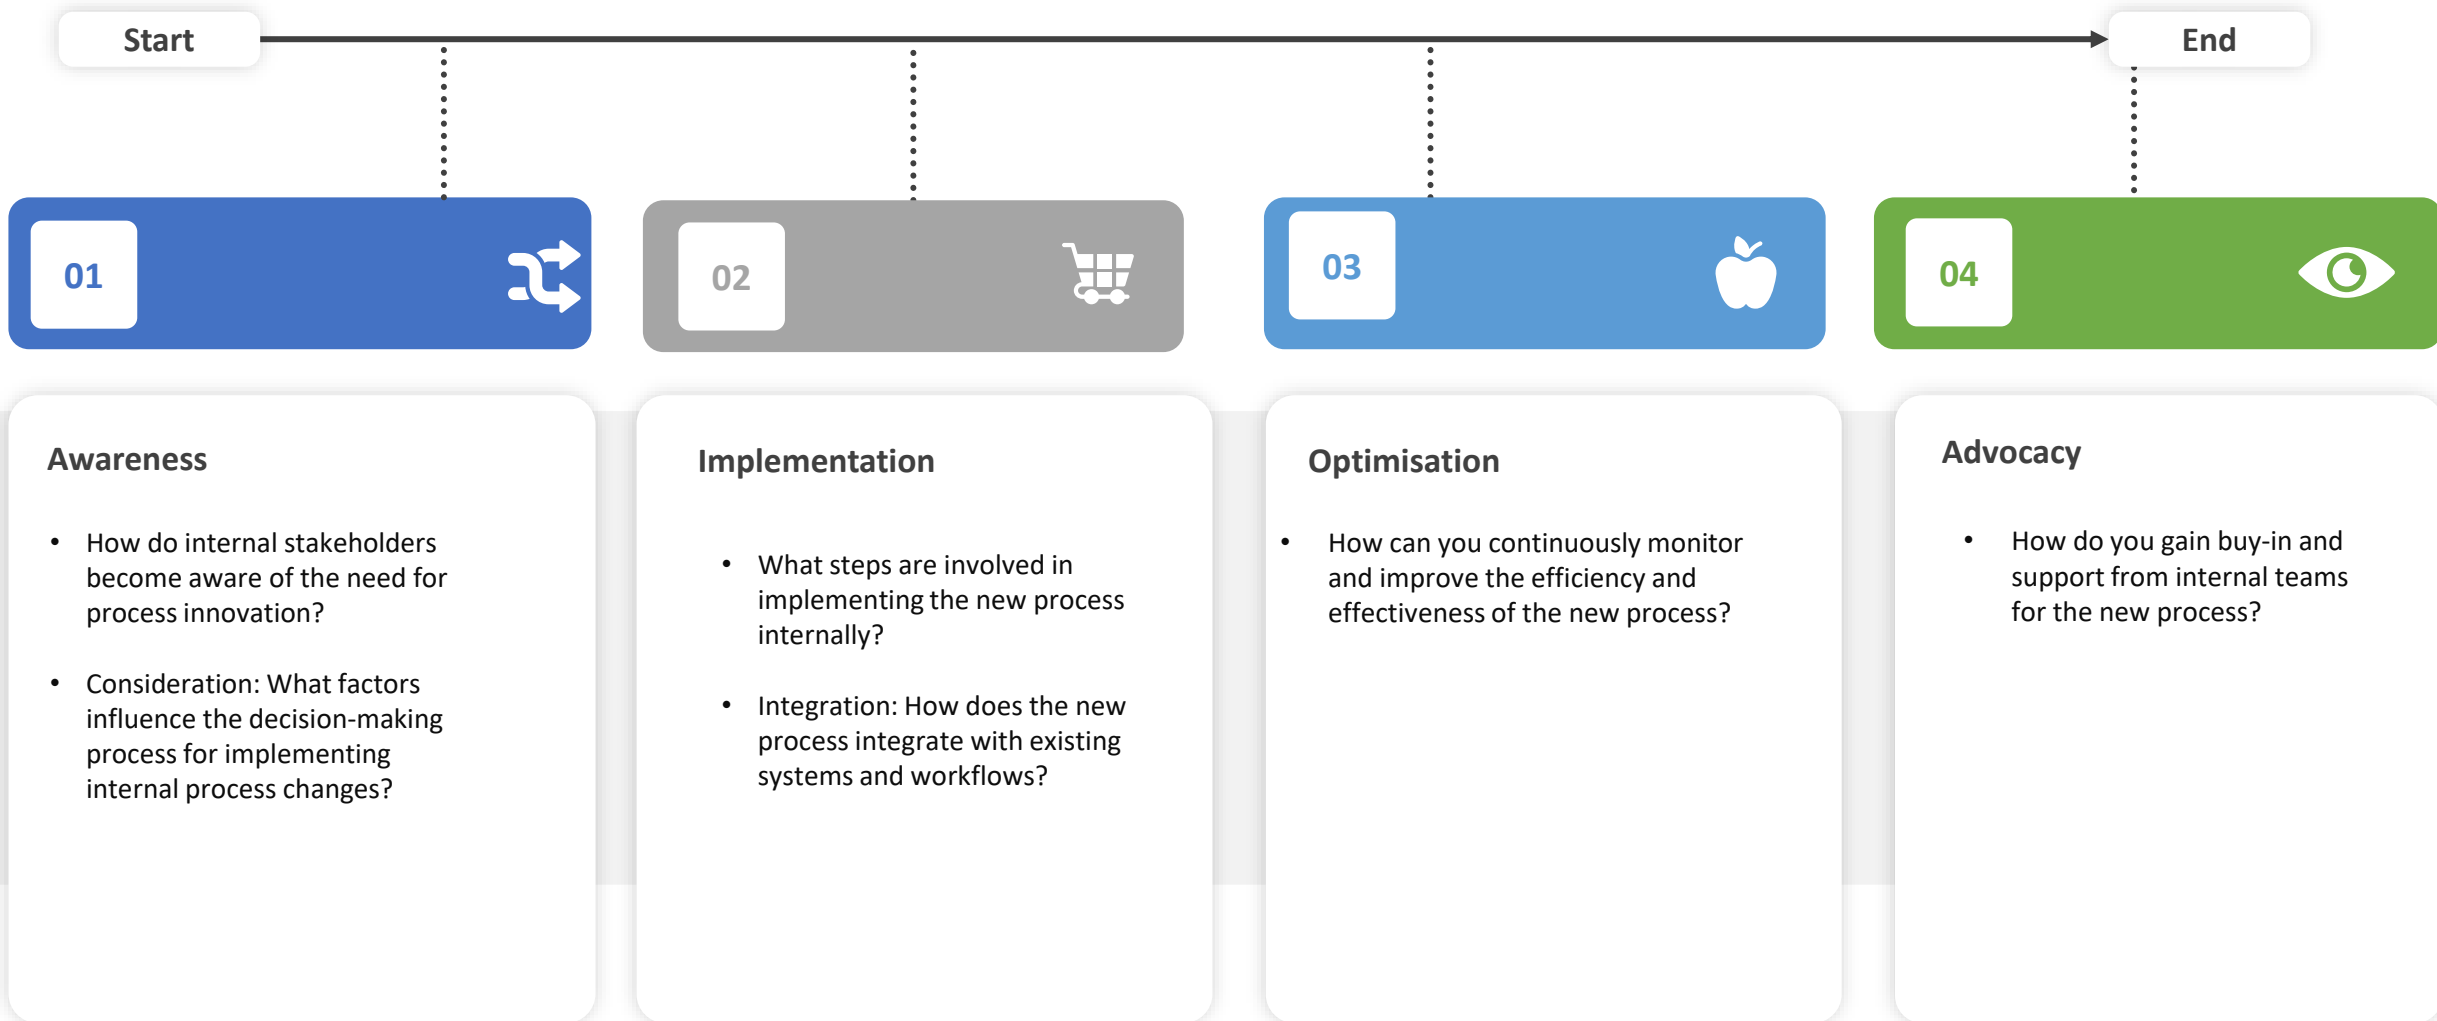 Start
End
01
02
03
04
Awareness
• How do internal stakeholders
become aware of the need for
process innovation?
• Consideration: What factors
influence the decision-making
process for implementing
internal process changes?
Implementation
• What steps are involved in
implementing the new process
internally?
• Integration: How does the new
process integrate with existing
systems and workflows?
Optimisation
• How can you continuously monitor
and improve the efficiency and
effectiveness of the new process?
Advocacy
• How do you gain buy-in and
support from internal teams
for the new process?